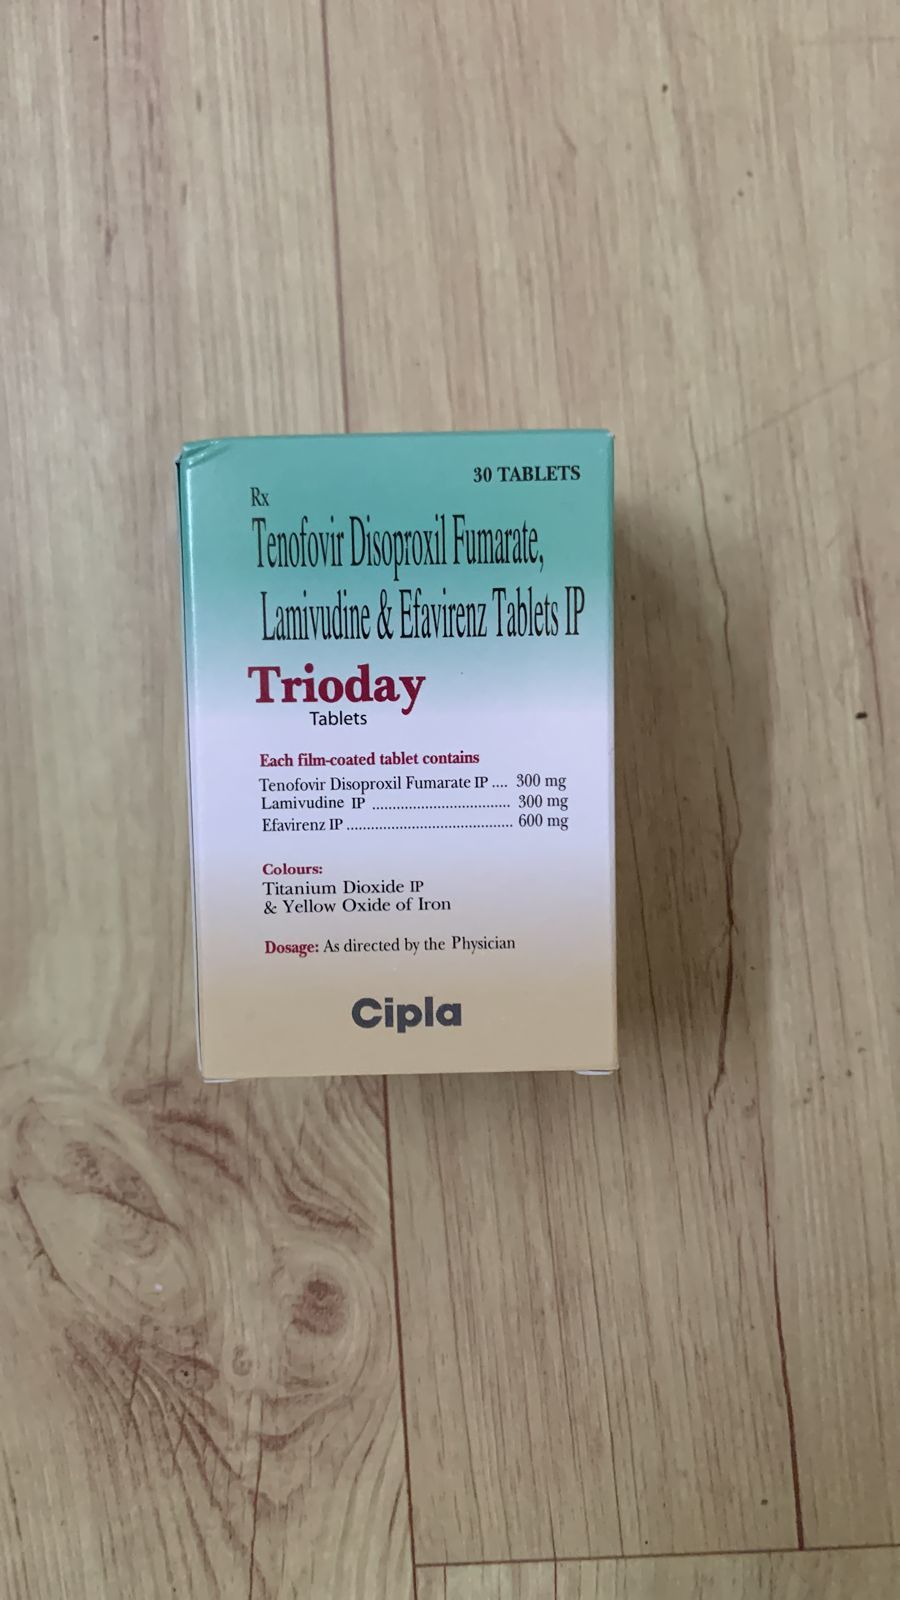 30 TABLETS
Rx
Tenofovir Disoproxil Fumarate,
Lamivudine & Efavirenz Tablets IP
Trioday
Tablets
Each film-coated tablet contains
Tenofovir Disoproxil Fumarate IP .... 300 mg
Lamivudine IP .................................. 300 mg
Efavirenz IP ......................................... 600 mg
Colours:
Titanium Dioxide IP
& Yellow Oxide of Iron
Dosage: As directed by the Physician
Cipla